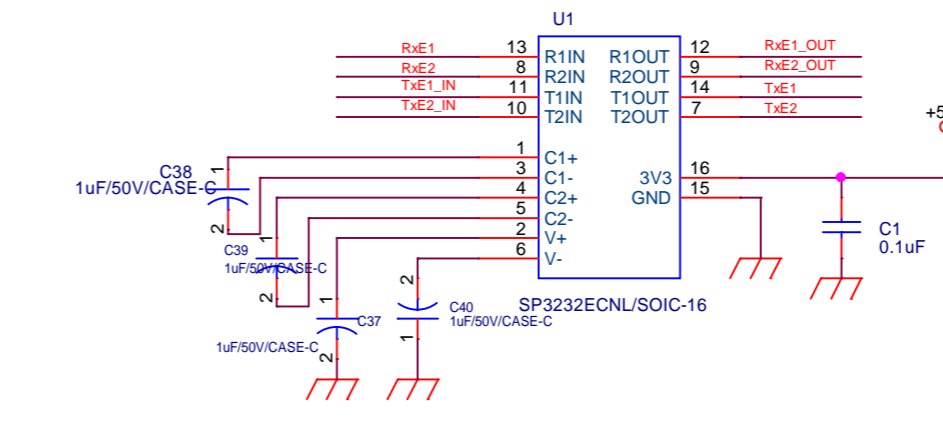 U1
RxE1 13 R1IN R1OUT 12 RxE1_OUT
RxE2 8 R2IN R2OUT 9 RxE2_OUT
TxE1_IN 11 T1IN T1OUT 14 TxE1
TxE2_IN 10 T2IN T2OUT 7 TxE2
+5
1 C1+
3 C1-
4 C2+
5 C2-
2 V+
6 V-
3V3 16
GND 15
C38
1uF/50V/CASE-C
1
2
C39
1uF/50V/CASE-C
1
2
C37
1uF/50V/CASE-C
1
2
C40
1uF/50V/CASE-C
2
1
SP3232ECNL/SOIC-16
C1
0.1uF